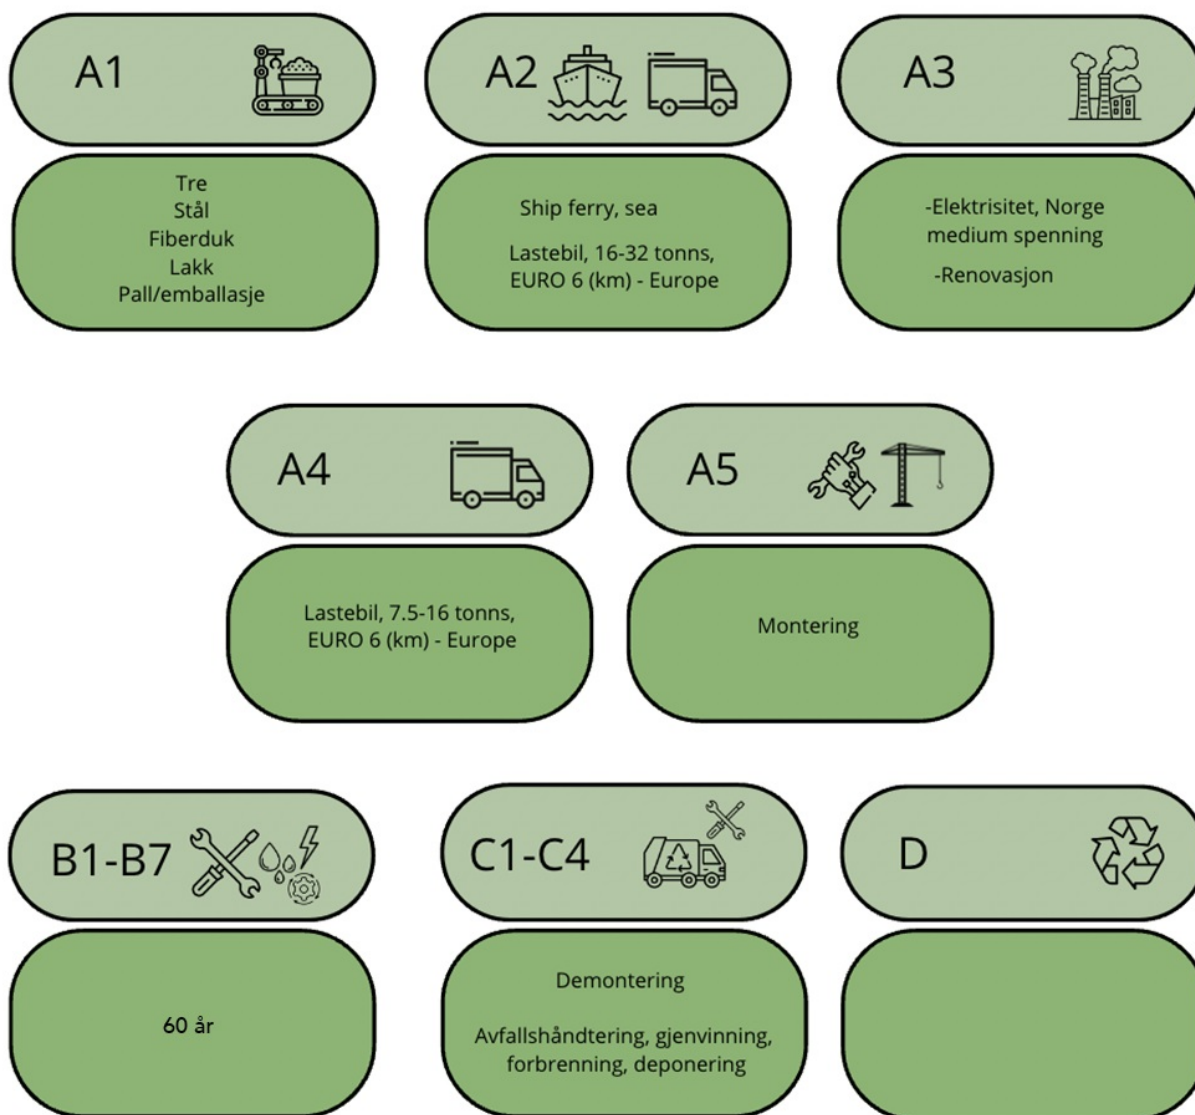 A1
A2
A3
Tre
Stål
Fiberduk
Lakk
Pall/emballasje
Ship ferry, sea
Lastebil, 16-32 tonns,
EURO 6 (km) - Europe
-Elektrisitet, Norge
medium spenning
-Renovasjon
A4
A5
Lastebil, 7.5-16 tonns,
EURO 6 (km) - Europe
Montering
B1-B7
C1-C4
D
60 år
Demontering
Avfallshåndtering, gjenvinning,
forbrenning, deponering